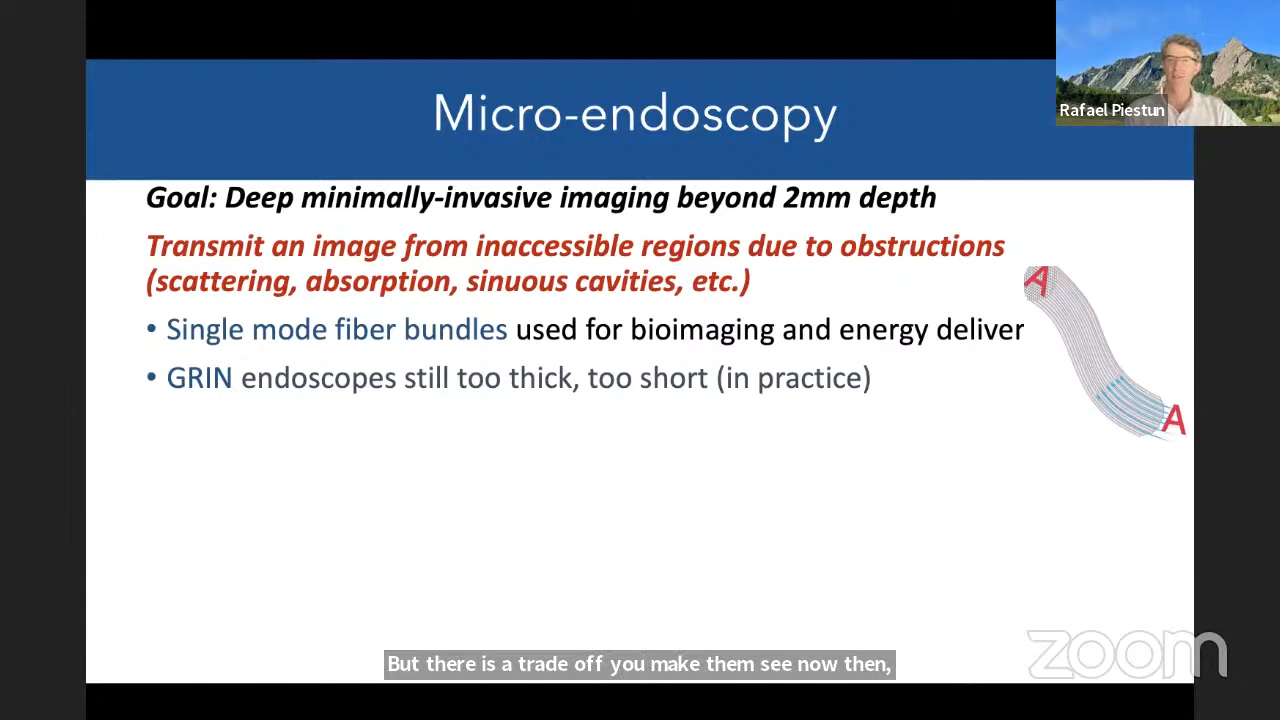 Micro-endoscopy
Rafael Piestun
Goal: Deep minimally-invasive imaging beyond 2mm depth
Transmit an image from inaccessible regions due to obstructions
(scattering, absorption, sinuous cavities, etc.)
• Single mode fiber bundles used for bioimaging and energy deliver
• GRIN endoscopes still too thick, too short (in practice)
A
A
zoom
But there is a trade off you make them see now then,